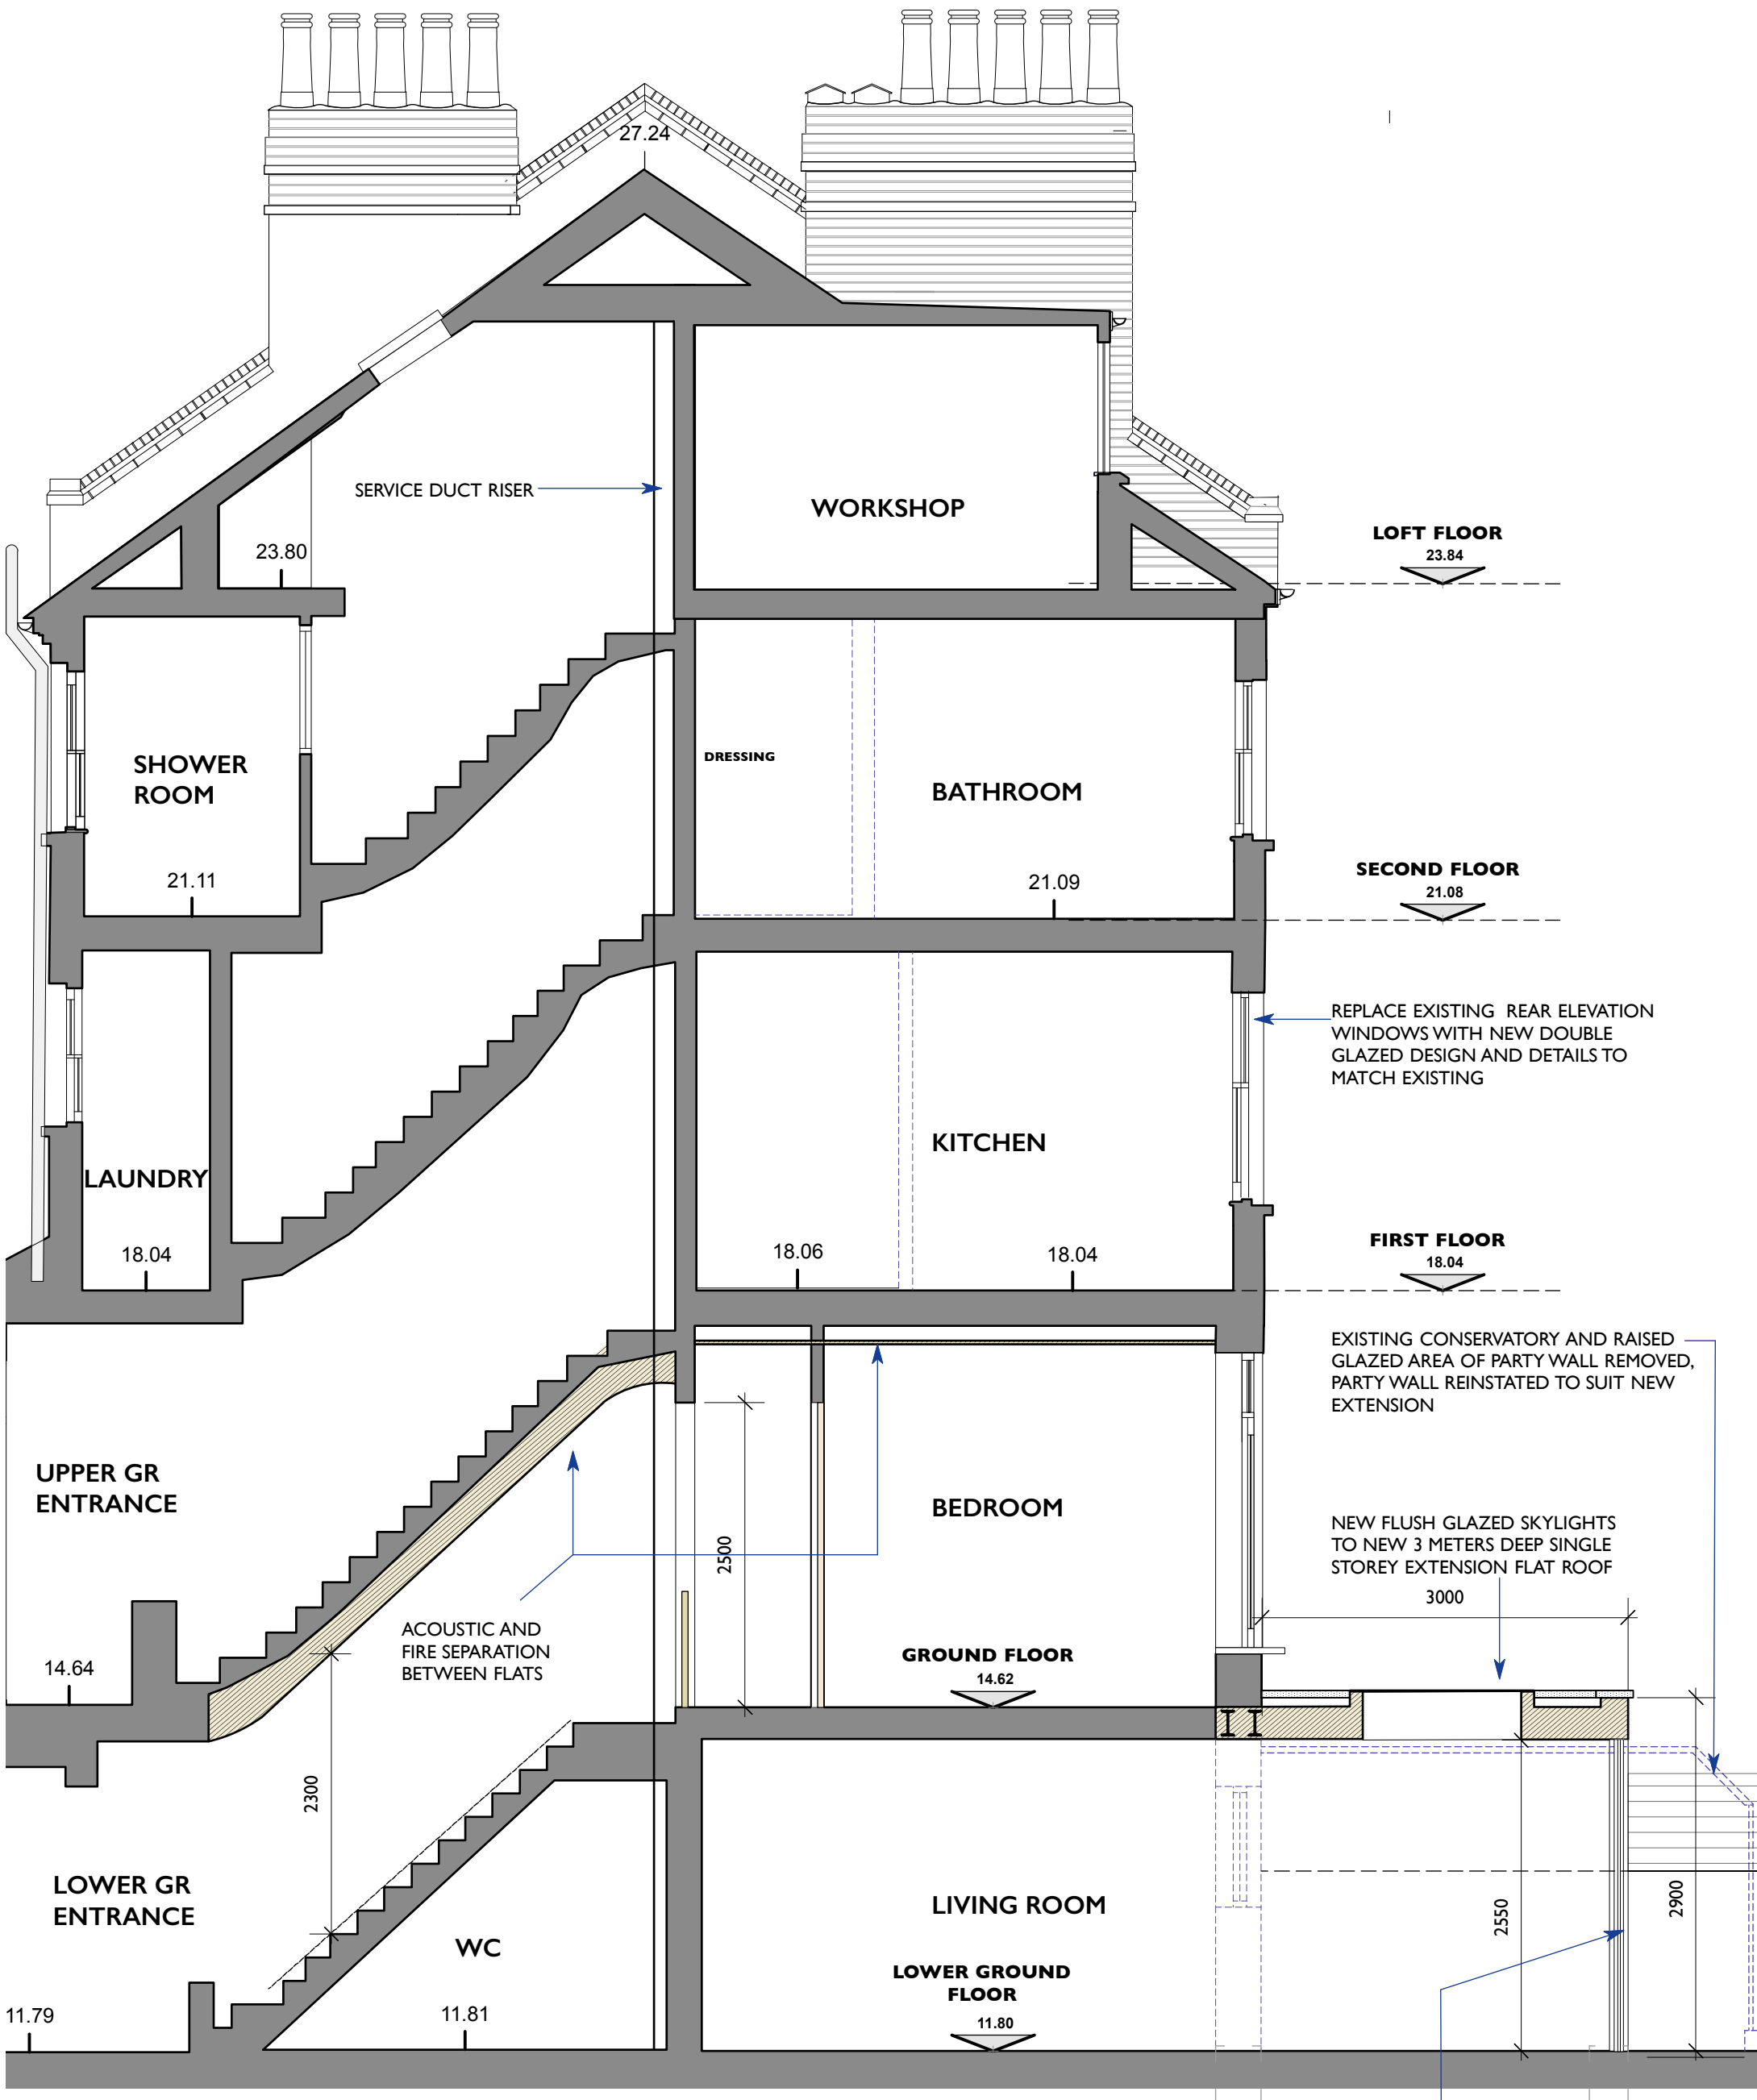 27.24
SERVICE DUCT RISER
WORKSHOP
LOFT FLOOR
23.84
23.80
SHOWER
ROOM
DRESSING
BATHROOM
21.11
21.09
SECOND FLOOR
21.08
REPLACE EXISTING REAR ELEVATION
WINDOWS WITH NEW DOUBLE
GLAZED DESIGN AND DETAILS TO
MATCH EXISTING
KITCHEN
LAUNDRY
18.04
18.06
18.04
FIRST FLOOR
18.04
EXISTING CONSERVATORY AND RAISED
GLAZED AREA OF PARTY WALL REMOVED,
PARTY WALL REINSTATED TO SUIT NEW
EXTENSION
UPPER GR
ENTRANCE
BEDROOM
2500
NEW FLUSH GLAZED SKYLIGHTS
TO NEW 3 METERS DEEP SINGLE
STOREY EXTENSION FLAT ROOF
3000
ACOUSTIC AND
FIRE SEPARATION
BETWEEN FLATS
14.64
GROUND FLOOR
14.62
2300
LOWER GR
ENTRANCE
WC
LIVING ROOM
2550
2900
LOWER GROUND
FLOOR
11.80
11.79
11.81